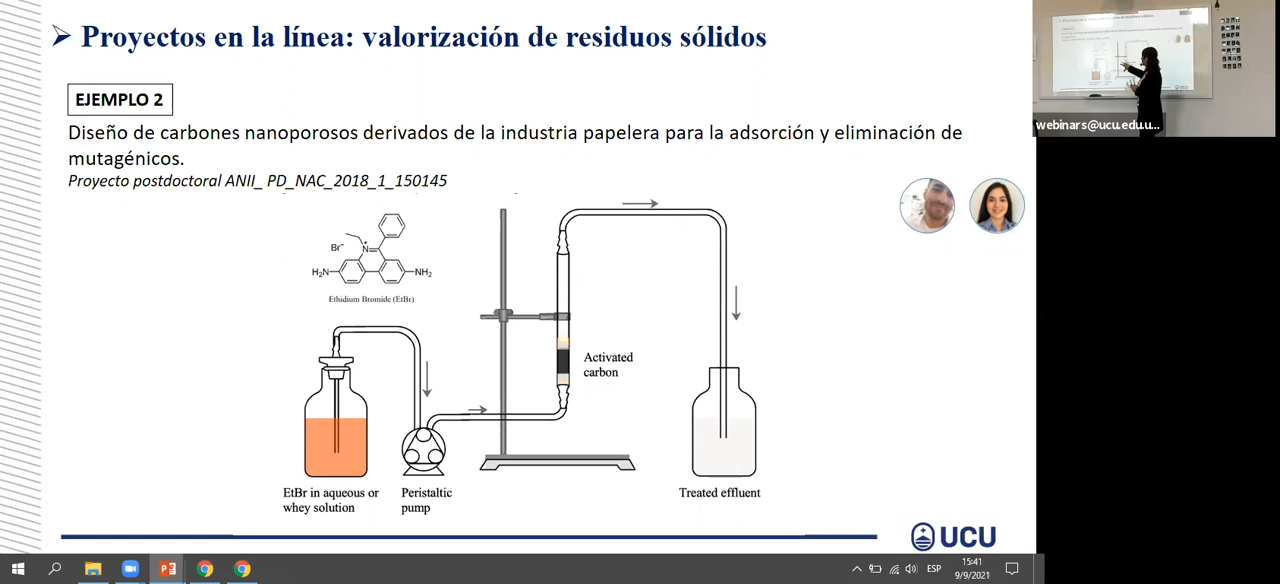 Proyectos en la línea: valorización de residuos sólidos
EJEMPLO 2
Diseño de carbones nanoporosos derivados de la industria papelera para la adsorción y eliminación de
mutagénicos.
Proyecto postdoctoral ANII_ PD_NAC_2018_1_150145
Br⁻
N⁺
H₂N
NH₂
Ethidium Bromide (EtBr)
Activated
carbon
EtBr in aqueous or
whey solution
Peristaltic
pump
Treated effluent
UCU
webinars@ucu.edu.u...
ESP
15:41
9/9/2021